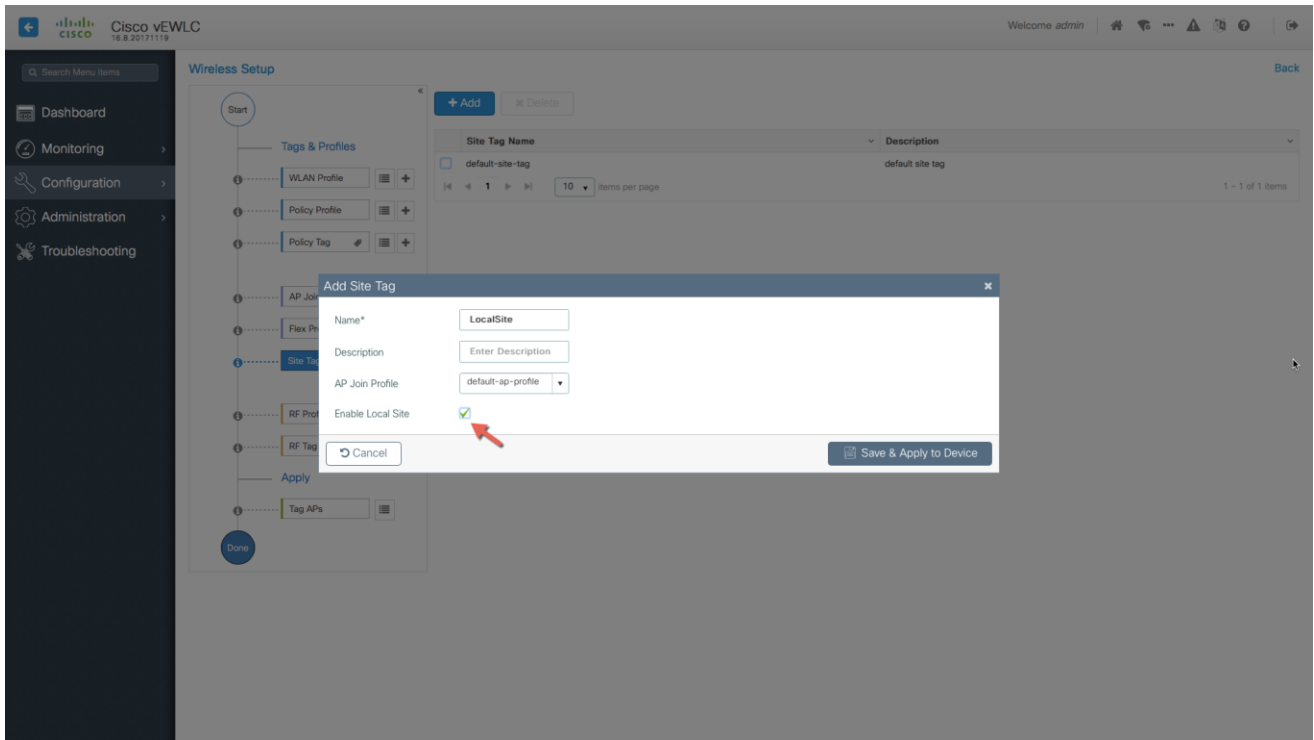 CISCO
Cisco vEWLC
16.8.20171119
Welcome admin
Search Menu Items
Dashboard
Monitoring
Configuration
Administration
Troubleshooting
Wireless Setup
Back
Start
Tags & Profiles
WLAN Profile
Policy Profile
Policy Tag
AP Join
Flex Pr
Site Tag
RF Prof
RF Tag
Apply
Tag APs
Done
+ Add
× Delete
Site Tag Name
Description
default-site-tag
default site tag
1
10
items per page
1 - 1 of 1 items
Add Site Tag
Name*
LocalSite
Description
Enter Description
AP Join Profile
default-ap-profile
Enable Local Site
Cancel
Save & Apply to Device